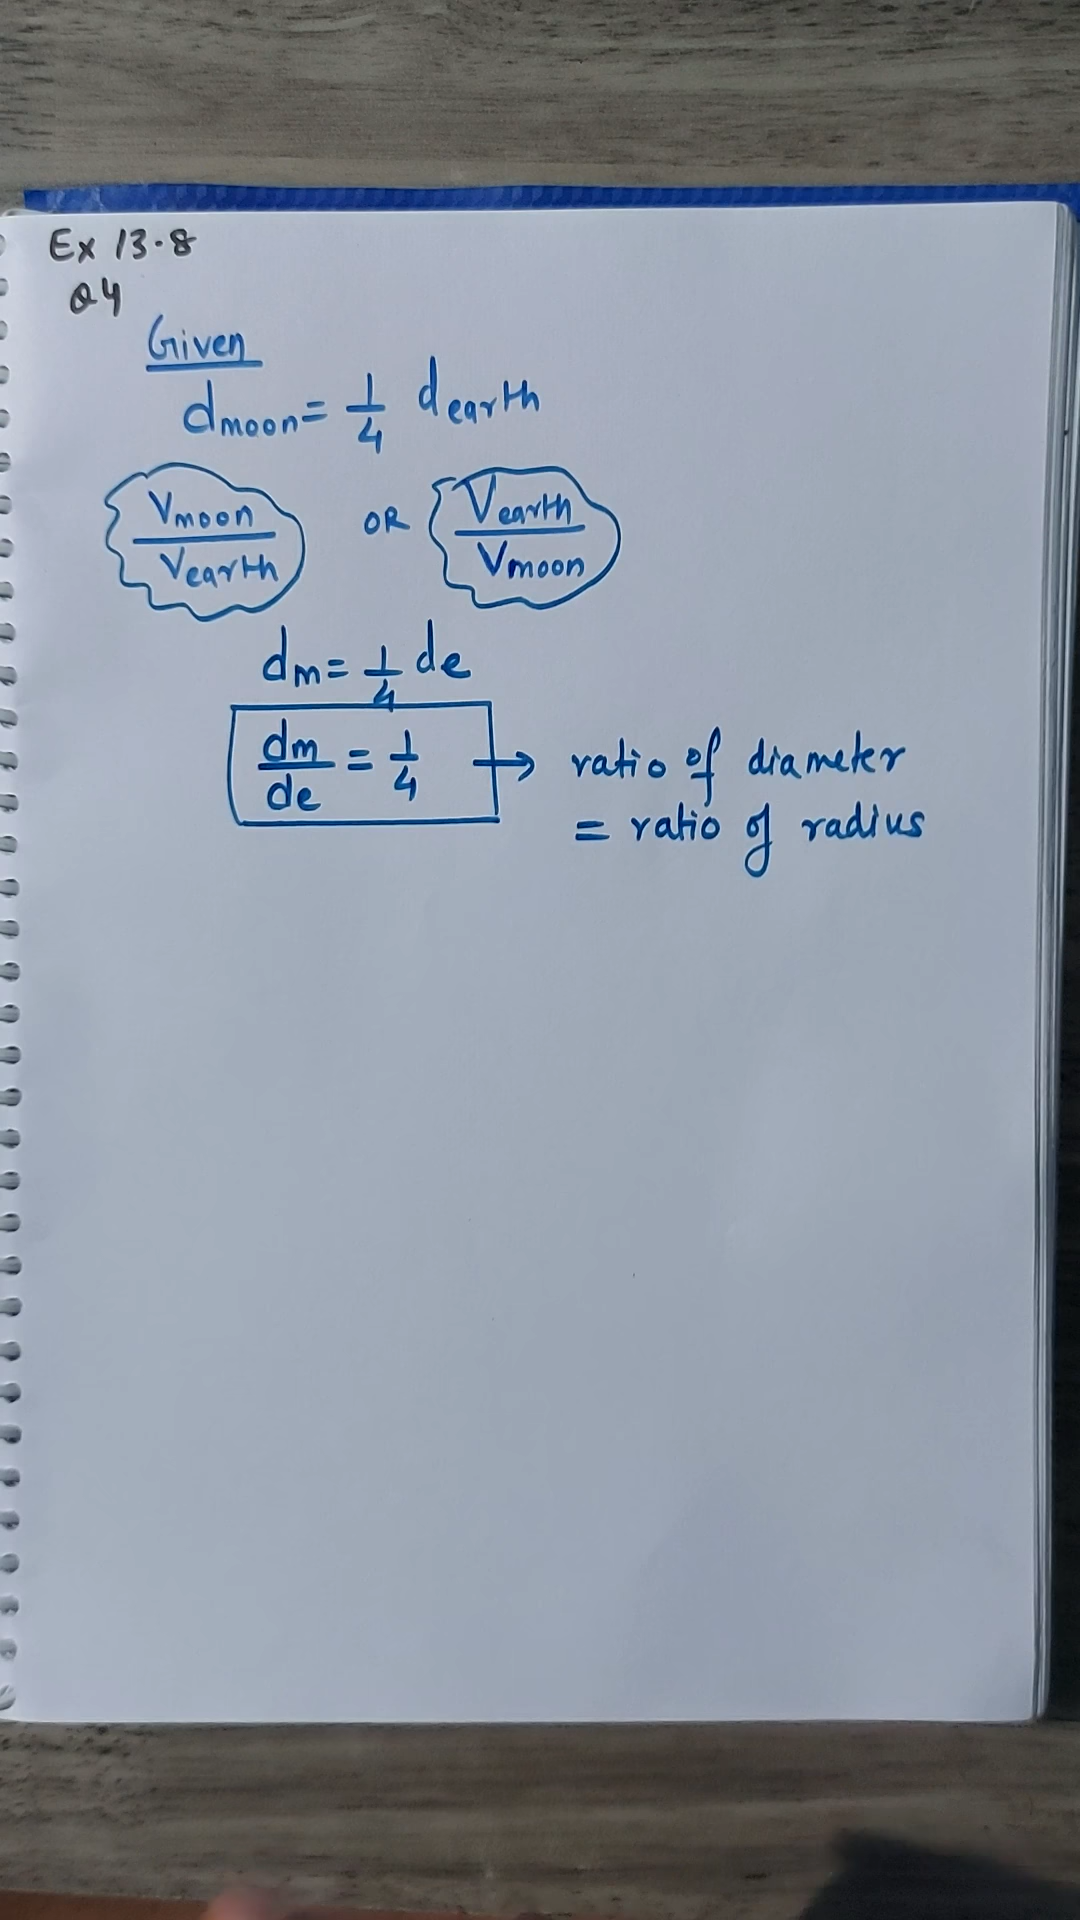 Ex 13.8
Q4
Given
dmoon = 1/4 dearth
Vmoon/Vearth OR Vearth/Vmoon
dm = 1/4 de
dm/de = 1/4 → ratio of diameter
= ratio of radius